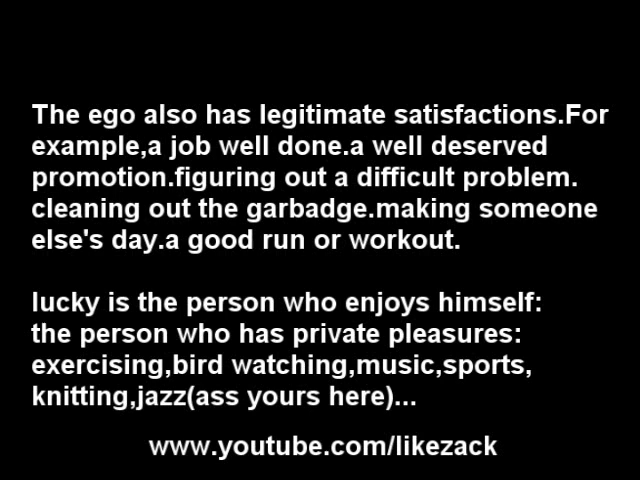 The ego also has legitimate satisfactions.For
example,a job well done.a well deserved
promotion.figuring out a difficult problem.
cleaning out the garbadge.making someone
else's day.a good run or workout.
lucky is the person who enjoys himself:
the person who has private pleasures:
exercising,bird watching,music,sports,
knitting,jazz(ass yours here)...
www.youtube.com/likezack